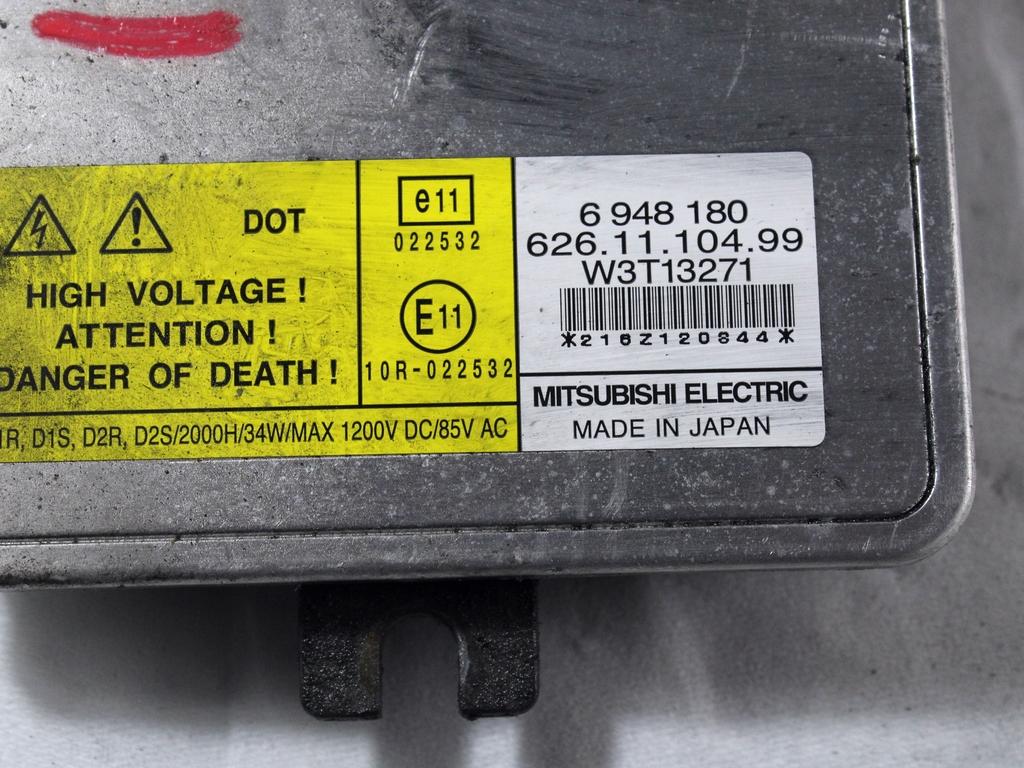 DOT
HIGH VOLTAGE !
ATTENTION !
DANGER OF DEATH !
e11
022532
E11
10R-022532
D1S, D2R, D2S/2000H/34W/MAX 1200V DC/85V AC
6 948 180
626.11.104.99
W3T13271
MITSUBISHI ELECTRIC
MADE IN JAPAN